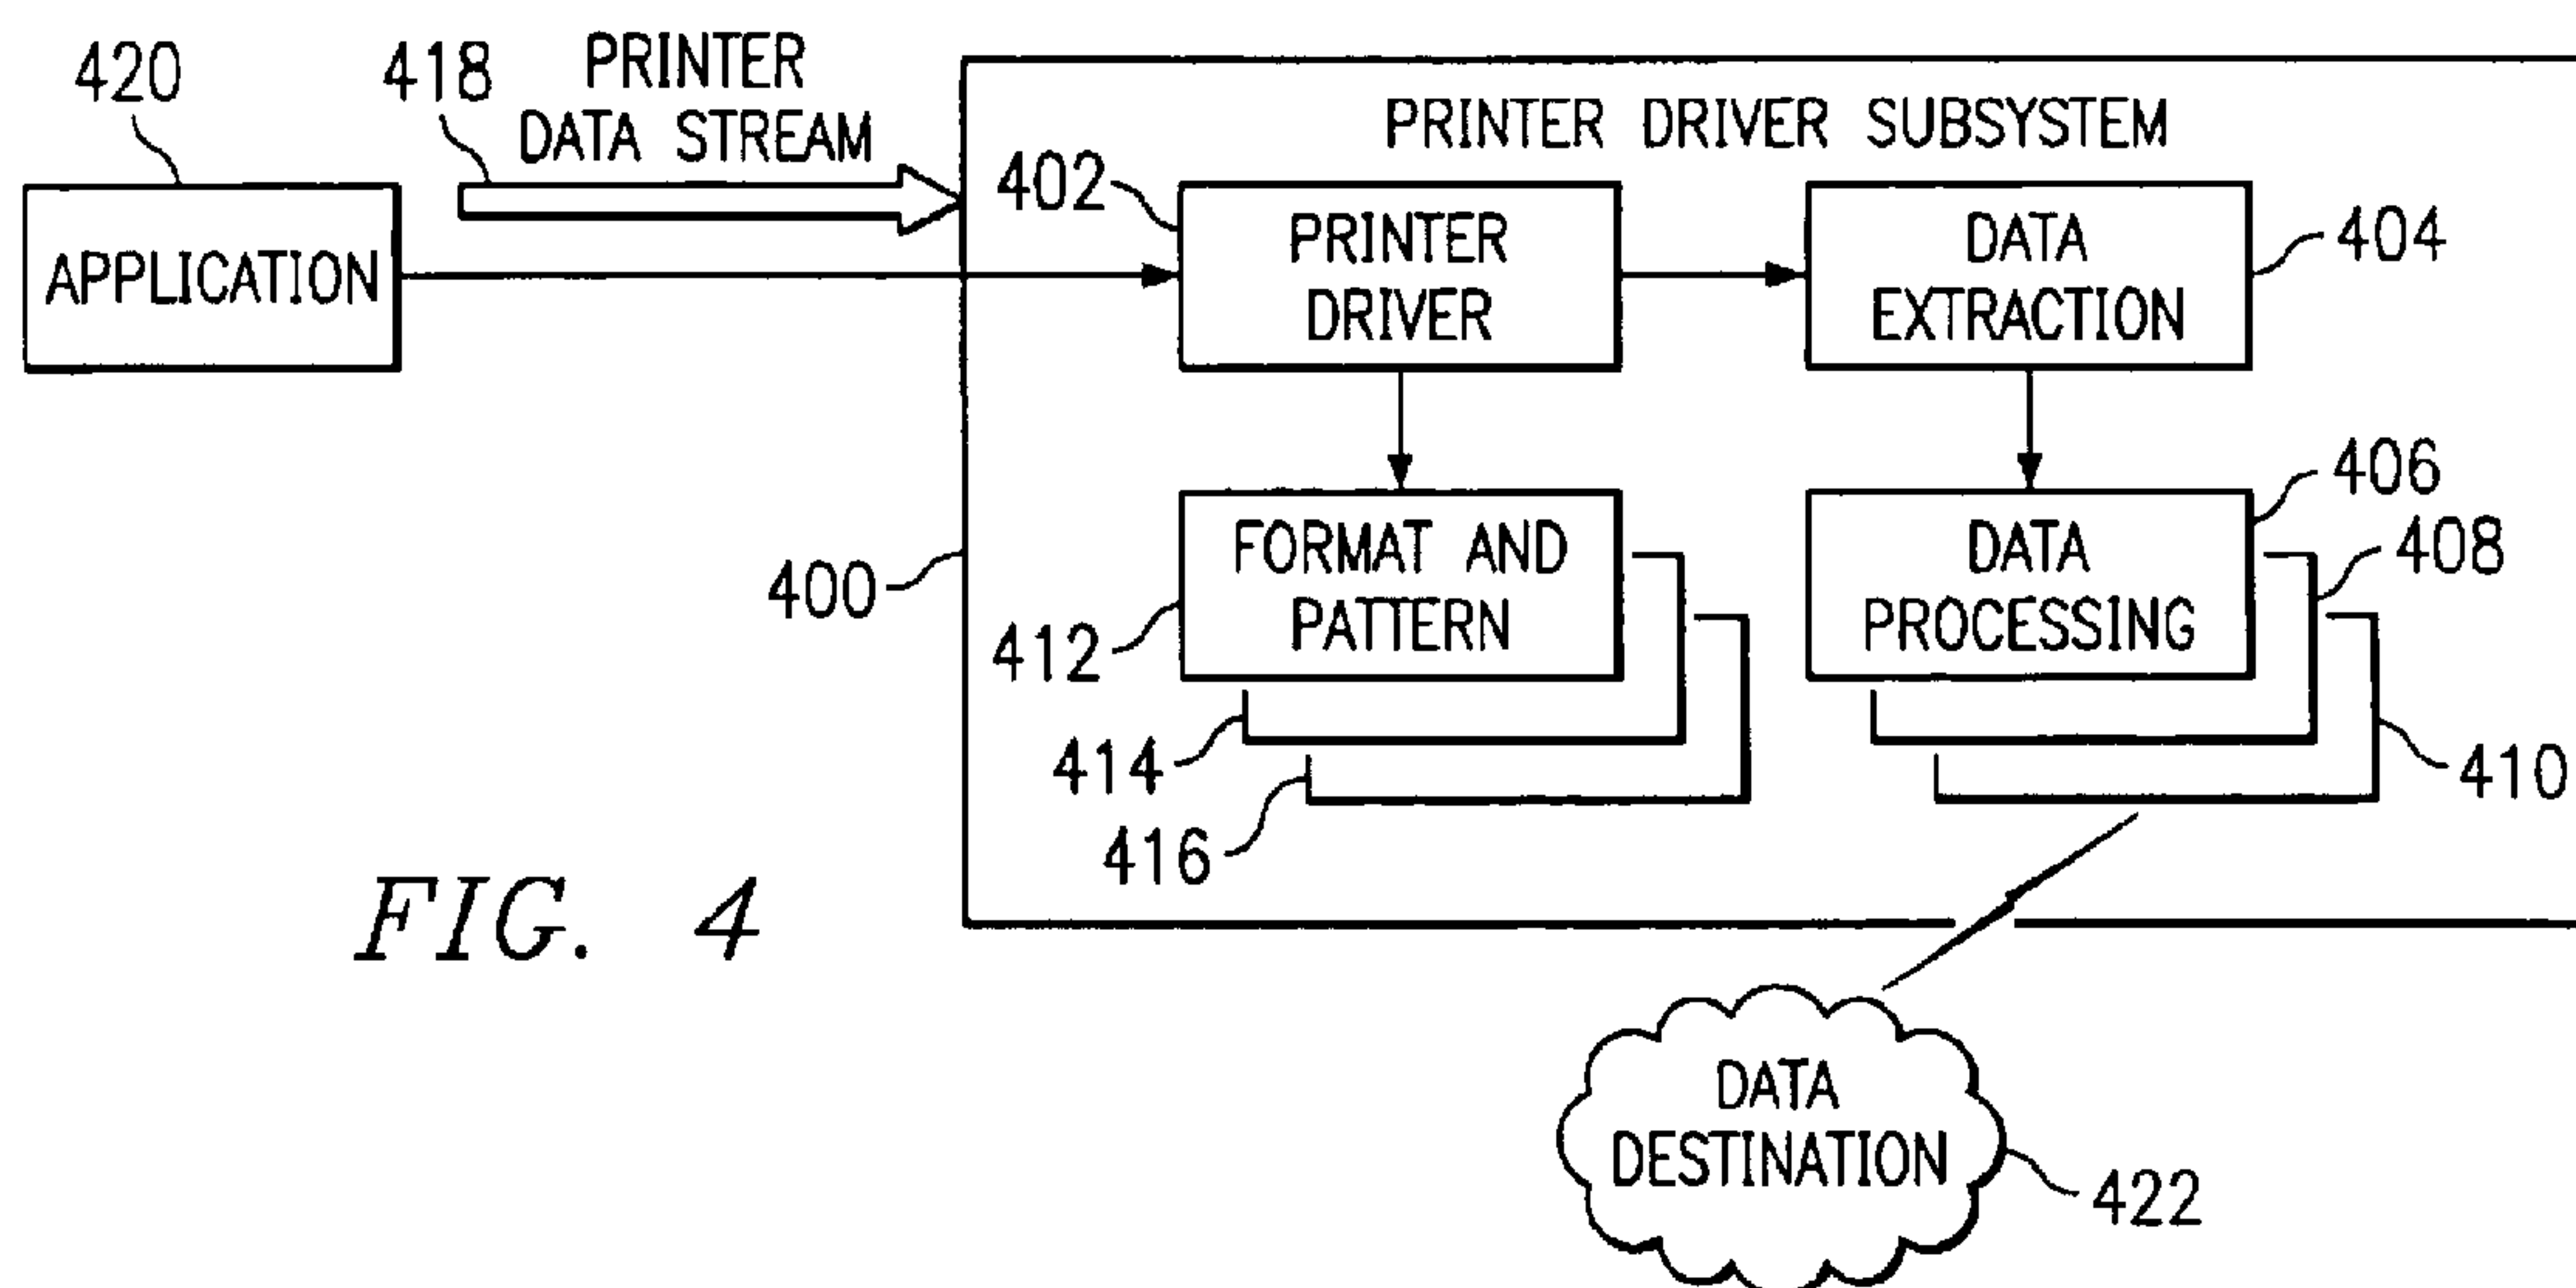 420
418
PRINTER
DATA STREAM
PRINTER DRIVER SUBSYSTEM
402
APPLICATION
PRINTER
DRIVER
DATA
EXTRACTION
404
400
412
FORMAT AND
PATTERN
DATA
PROCESSING
406
408
414
410
416
FIG. 4
DATA
DESTINATION
422